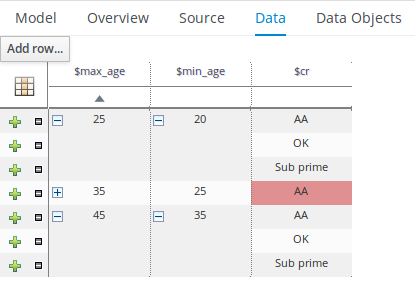 Model Overview Source Data Data Objects
Add row...
$max_age $min_age $cr
25 20 AA
OK
Sub prime
35 25 AA
45 35 AA
OK
Sub prime